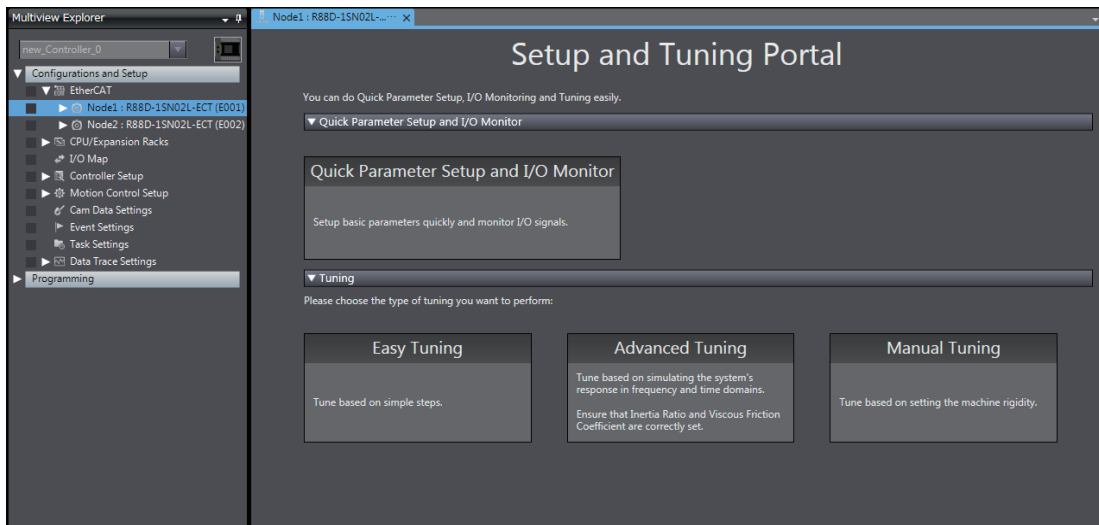 Multiview Explorer
new_Controller_0
Configurations and Setup
EtherCAT
Node1 : R88D-1SN02L-ECT (E001)
Node2 : R88D-1SN02L-ECT (E002)
CPU/Expansion Racks
I/O Map
Controller Setup
Motion Control Setup
Cam Data Settings
Event Settings
Task Settings
Data Trace Settings
Programming
Node1 : R88D-1SN02L-...···
Setup and Tuning Portal
You can do Quick Parameter Setup, I/O Monitoring and Tuning easily.
Quick Parameter Setup and I/O Monitor
Quick Parameter Setup and I/O Monitor
Setup basic parameters quickly and monitor I/O signals.
Tuning
Please choose the type of tuning you want to perform:
Easy Tuning
Tune based on simple steps.
Advanced Tuning
Tune based on simulating the system's
response in frequency and time domains.
Ensure that Inertia Ratio and Viscous Friction
Coefficient are correctly set.
Manual Tuning
Tune based on setting the machine rigidity.